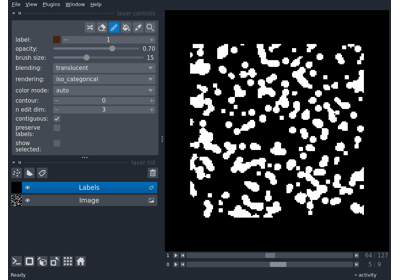 File View Plugins Window Help
layer controls
label: 1
opacity: 0.70
brush size: 15
blending: translucent
rendering: iso_categorical
color mode: auto
contour: 0
n edit dim: 3
contiguous:
preserve
labels:
show
selected:
layer list
Labels
Image
1 64 127
0 5 9
Ready activity